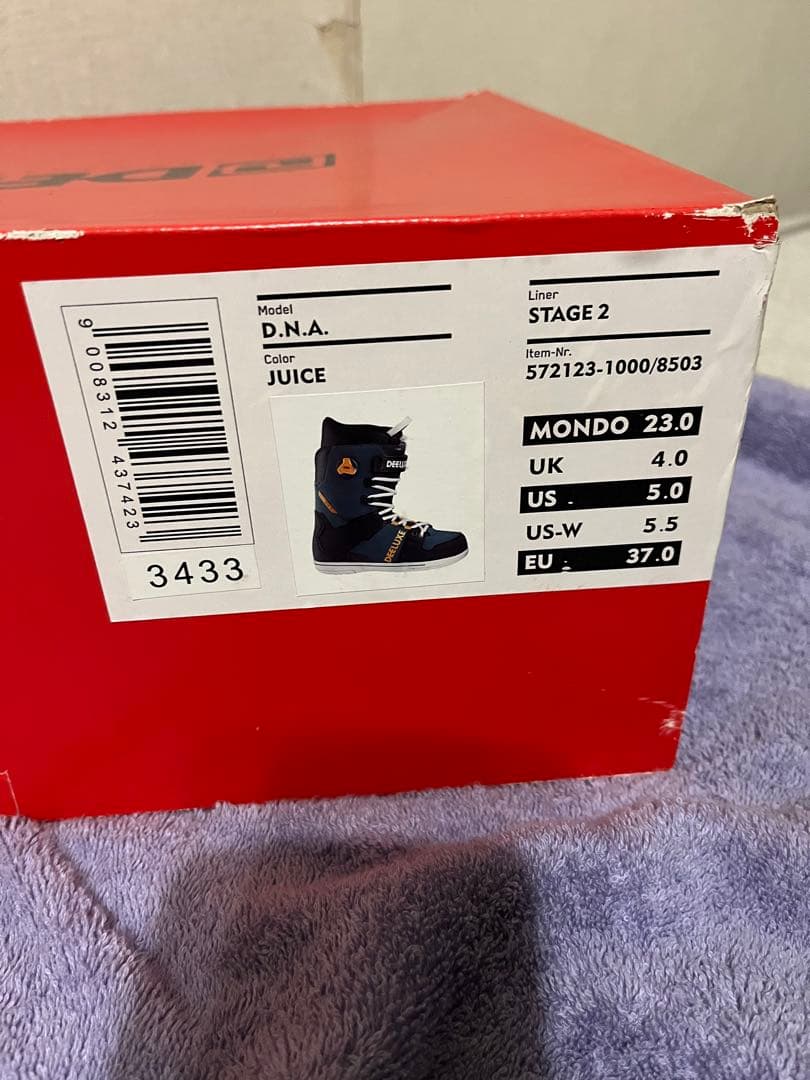 9 008312 437423
3433
Model
D.N.A.
Color
JUICE
DEELUXE
DEELUXE
Liner
STAGE 2
Item-Nr.
572123-1000/8503
MONDO 23.0
UK 4.0
US 5.0
US-W 5.5
EU 37.0